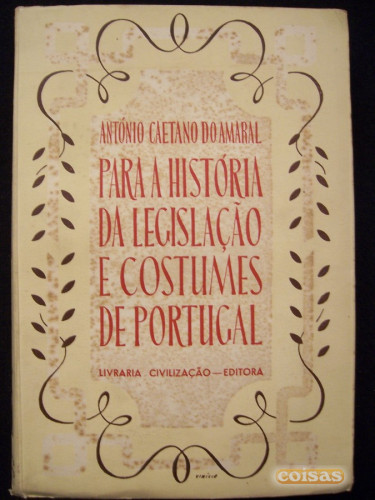 ANTÓNIO CAETANO DO AMARAL
PARA A HISTÓRIA
DA LEGISLAÇÃO
E COSTUMES
DE PORTUGAL
LIVRARIA CIVILIZAÇÃO—EDITORA
coisas